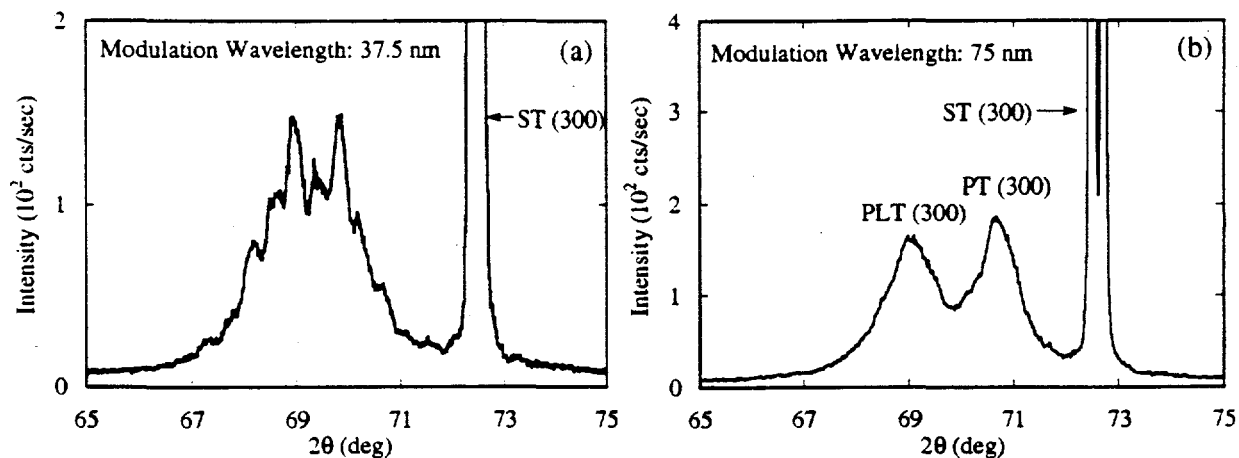 2
Modulation Wavelength: 37.5 nm
(a)
ST (300)
1
0
Intensity (10² cts/sec)
65
67
69
71
73
75
2θ (deg)
4
Modulation Wavelength: 75 nm
(b)
3
ST (300)
2
PT (300)
PLT (300)
1
0
Intensity (10² cts/sec)
65
67
69
71
73
75
2θ (deg)